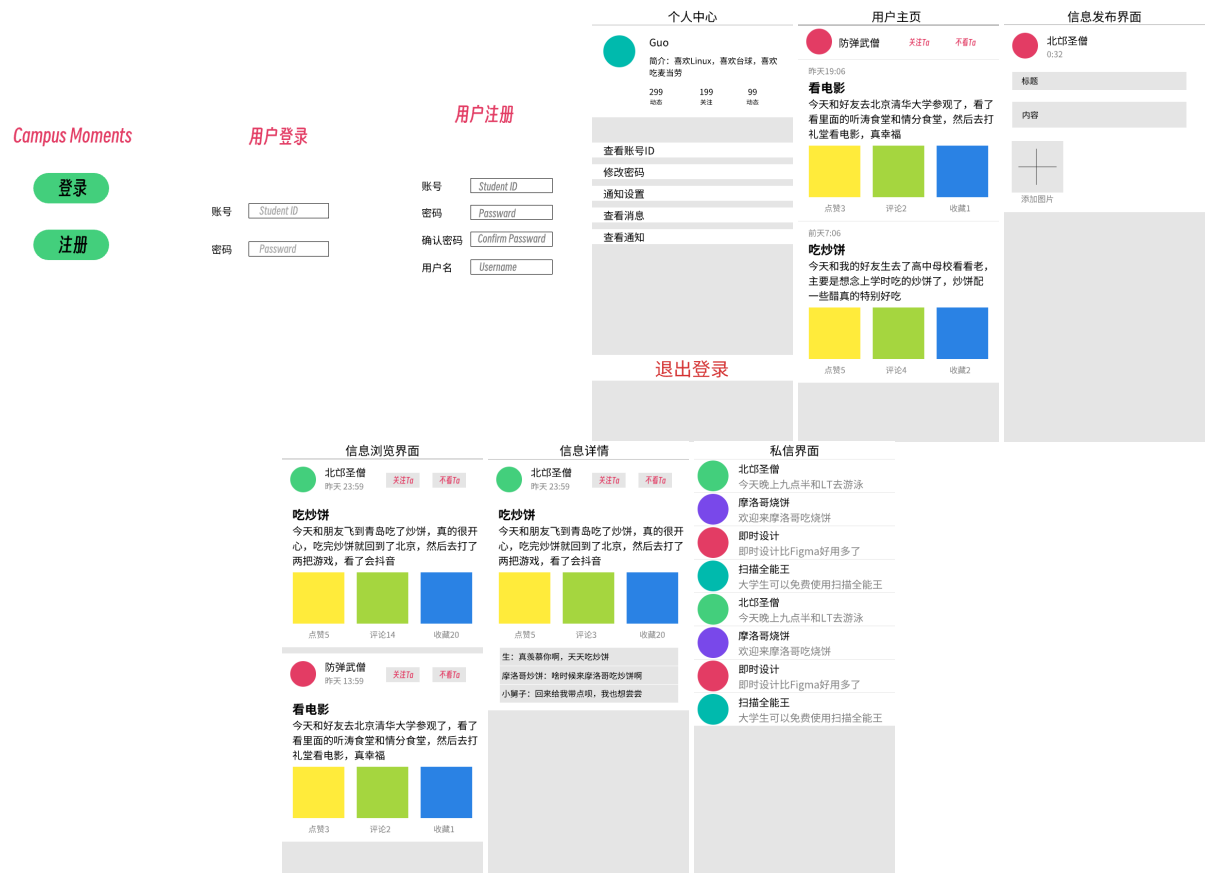 Campus Moments
登录
注册
用户登录
账号 Student ID
密码 Password
用户注册
账号 Student ID
密码 Password
确认密码 Confirm Password
用户名 Username
个人中心
Guo
简介：喜欢Linux，喜欢台球，喜欢
吃麦当劳
299 199 99
动态 关注 动态
查看账号ID
修改密码
通知设置
查看消息
查看通知
退出登录
用户主页
防弹武僧 关注Ta 不看Ta
昨天19:06
看电影
今天和好友去北京清华大学参观了，看了
看里面的听涛食堂和情分食堂，然后去打
礼堂看电影，真幸福
点赞3 评论2 收藏1
前天7:06
吃炒饼
今天和我的好友生去了高中母校看看老，
主要是想念上学时吃的炒饼了，炒饼配
一些醋真的特别好吃
点赞5 评论4 收藏2
信息发布界面
北邙圣僧
0:32
标题
内容
添加图片
信息浏览界面
北邙圣僧
昨天 23:59
关注Ta 不看Ta
吃炒饼
今天和朋友飞到青岛吃了炒饼，真的很开
心，吃完炒饼就回到了北京，然后去打了
两把游戏，看了会抖音
点赞5 评论14 收藏20
防弹武僧
昨天 13:59
关注Ta 不看Ta
看电影
今天和好友去北京清华大学参观了，看了
看里面的听涛食堂和情分食堂，然后去打
礼堂看电影，真幸福
点赞3 评论2 收藏1
信息详情
北邙圣僧
昨天 23:59
关注Ta 不看Ta
吃炒饼
今天和朋友飞到青岛吃了炒饼，真的很开
心，吃完炒饼就回到了北京，然后去打了
两把游戏，看了会抖音
点赞5 评论3 收藏20
生：真羡慕你啊，天天吃炒饼
摩洛哥炒饼：啥时候来摩洛哥吃炒饼啊
小舅子：回来给我带点呗，我也想尝尝
私信界面
北邙圣僧
今天晚上九点半和LT去游泳
摩洛哥烧饼
欢迎来摩洛哥吃烧饼
即时设计
即时设计比Figma好用多了
扫描全能王
大学生可以免费使用扫描全能王
北邙圣僧
今天晚上九点半和LT去游泳
摩洛哥烧饼
欢迎来摩洛哥吃烧饼
即时设计
即时设计比Figma好用多了
扫描全能王
大学生可以免费使用扫描全能王